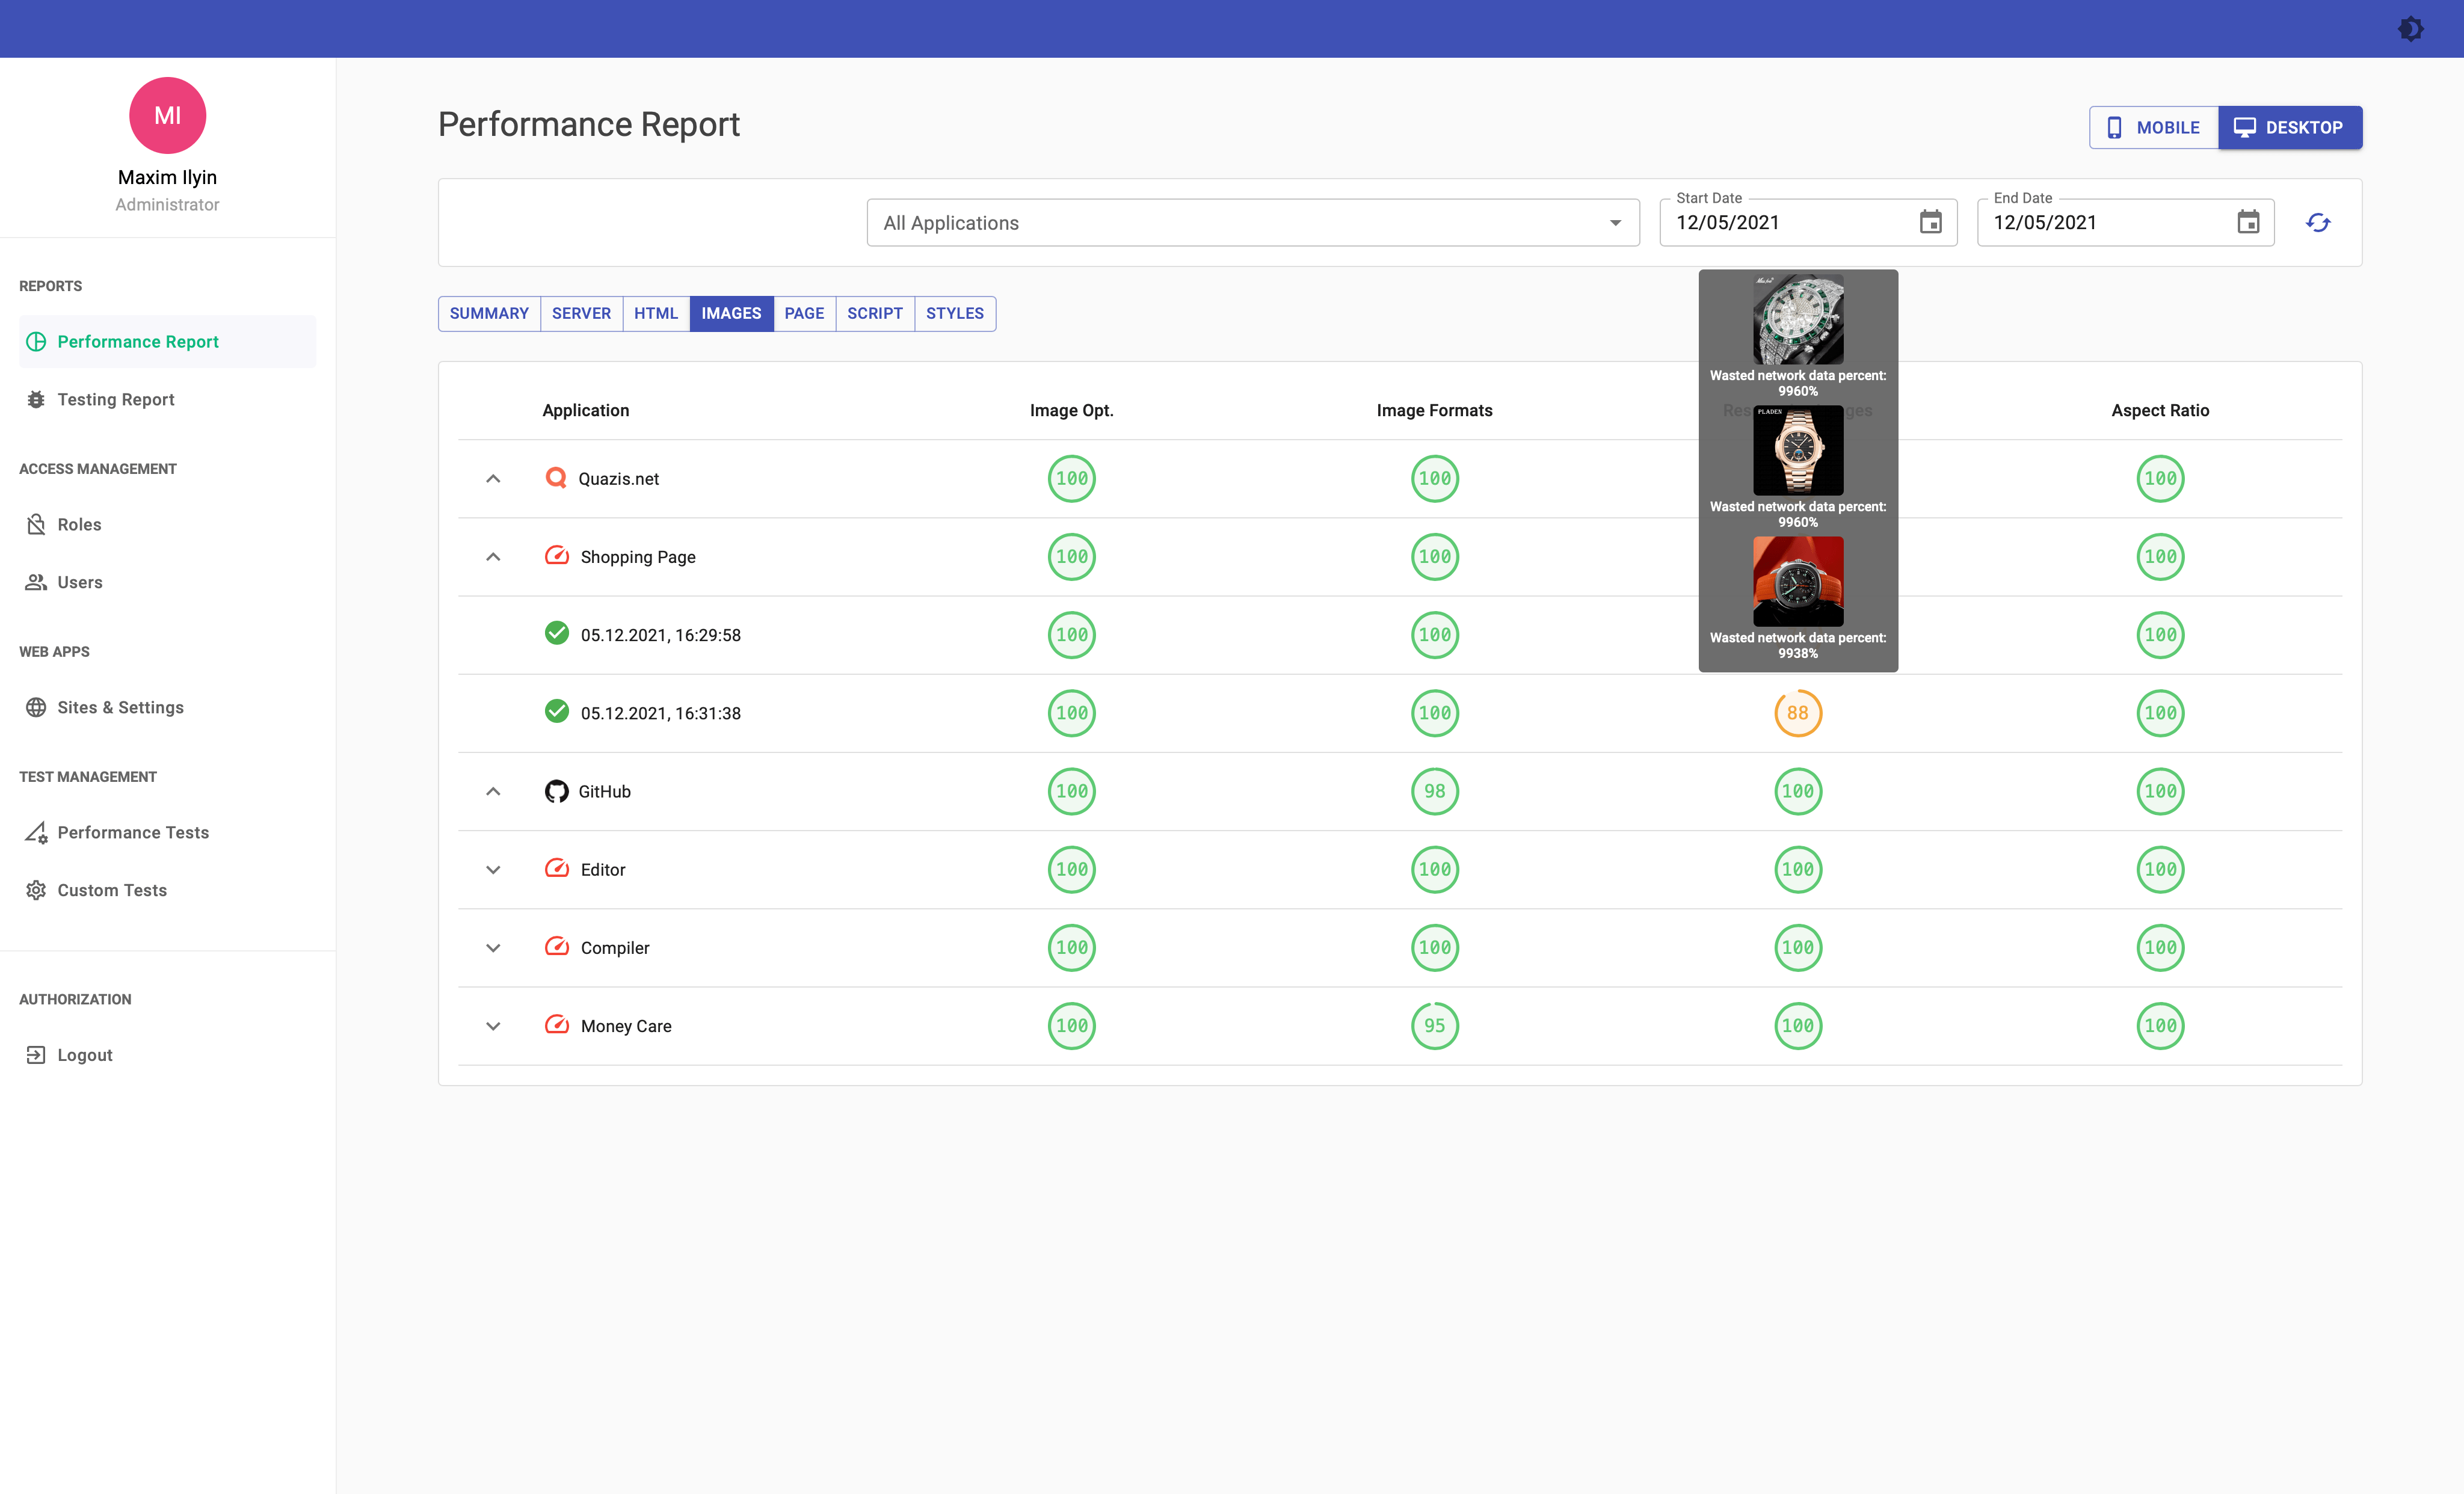 MI
Maxim Ilyin
Administrator
REPORTS
Performance Report
Testing Report
ACCESS MANAGEMENT
Roles
Users
WEB APPS
Sites & Settings
TEST MANAGEMENT
Performance Tests
Custom Tests
AUTHORIZATION
Logout
Performance Report
MOBILE
DESKTOP
All Applications
Start Date
12/05/2021
End Date
12/05/2021
SUMMARY
SERVER
HTML
IMAGES
PAGE
SCRIPT
STYLES
Wasted network data percent:
9960%
PLADEN
Wasted network data percent:
9960%
Wasted network data percent:
9938%
Application Image Opt. Image Formats Aspect Ratio
Quazis.net 100 100 100
Shopping Page 100 100 100
05.12.2021, 16:29:58 100 100 100
05.12.2021, 16:31:38 100 100 88 100
GitHub 100 98 100 100
Editor 100 100 100 100
Compiler 100 100 100 100
Money Care 100 95 100 100